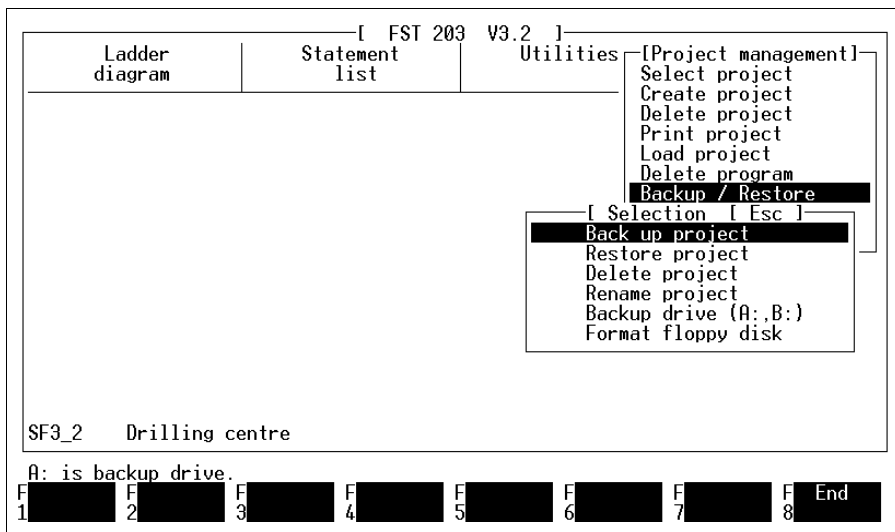 [ FST 203 V3.2 ]
Ladder diagram
Statement list
Utilities
[Project management]
Select project
Create project
Delete project
Print project
Load project
Delete program
Backup / Restore
[ Selection [ Esc ]
Back up project
Restore project
Delete project
Rename project
Backup drive (A:,B:)
Format floppy disk
SF3_2 Drilling centre
A: is backup drive.
F1 F2 F3 F4 F5 F6 F7 F8 End